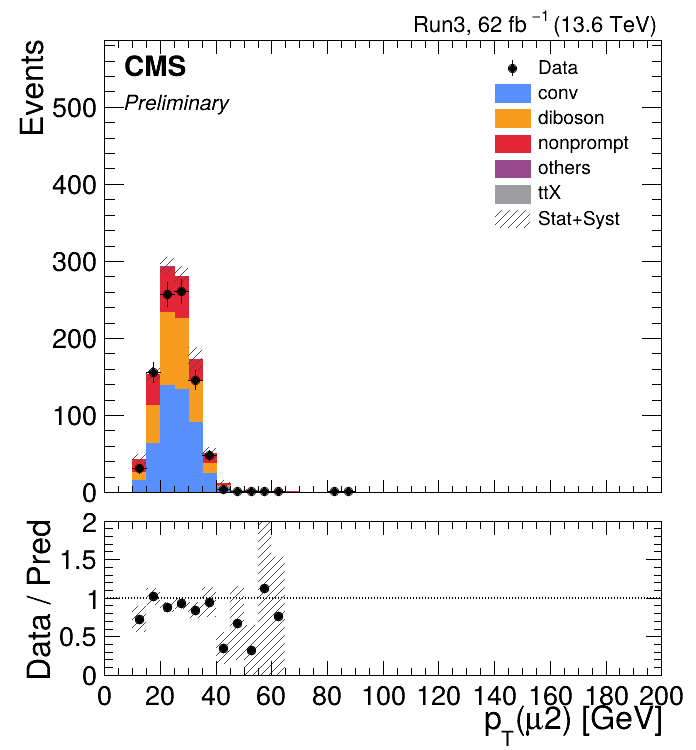 Run3, 62 fb⁻¹ (13.6 TeV)
CMS
Preliminary
Data
conv
diboson
nonprompt
others
ttX
Stat+Syst
Events
500
400
300
200
100
0
Data / Pred
2
1.5
1
0.5
0
0 20 40 60 80 100 120 140 160 180 200
p_T(μ2) [GeV]